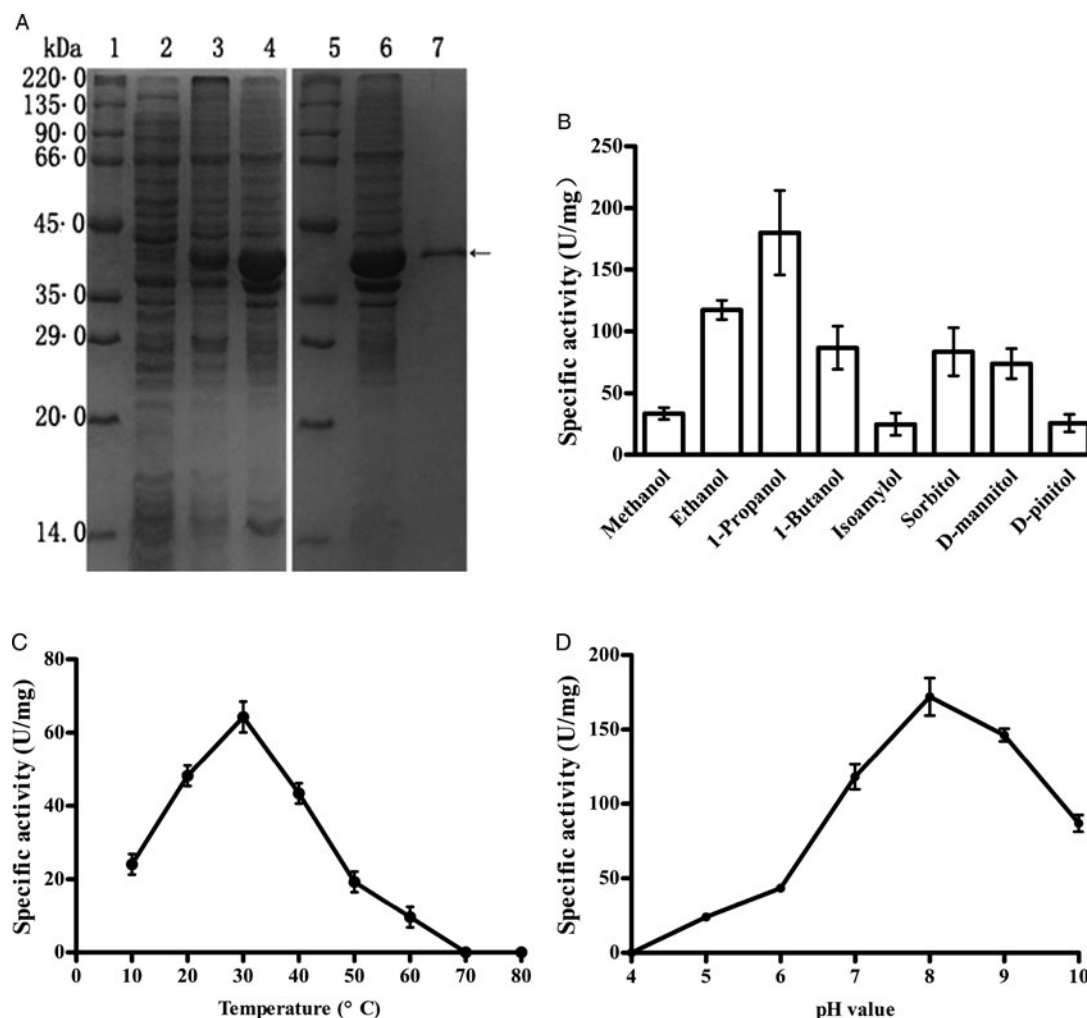 A
kDa 1 2 3 4 5 6 7
220·0
135·0
90·0
66·0
45·0
35·0
29·0
20·0
14.0
←
B
Specific activity (U/mg)
250
200
150
100
50
0
Methanol
Ethanol
1-Propanol
1-Butanol
Isoamylol
Sorbitol
D-mannitol
D-pinitol
C
Specific activity (U/mg)
80
60
40
20
0
0 10 20 30 40 50 60 70 80
Temperature (° C)
D
Specific activity (U/mg)
200
150
100
50
0
4 5 6 7 8 9 10
pH value